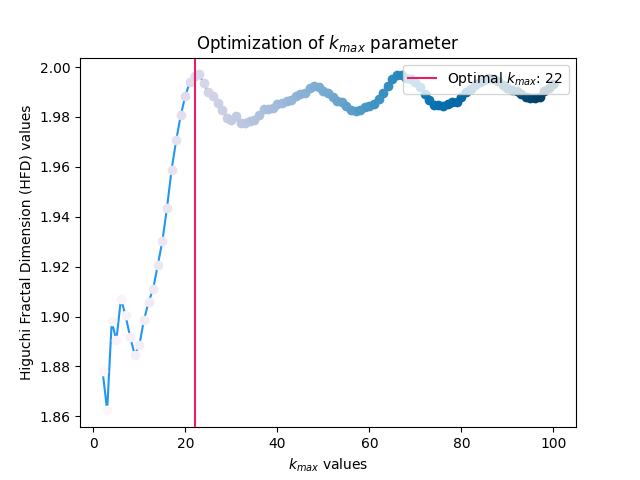 Optimization of k_max parameter
Optimal k_max: 22
Higuchi Fractal Dimension (HFD) values
2.00
1.98
1.96
1.94
1.92
1.90
1.88
1.86
0 20 40 60 80 100
k_max values